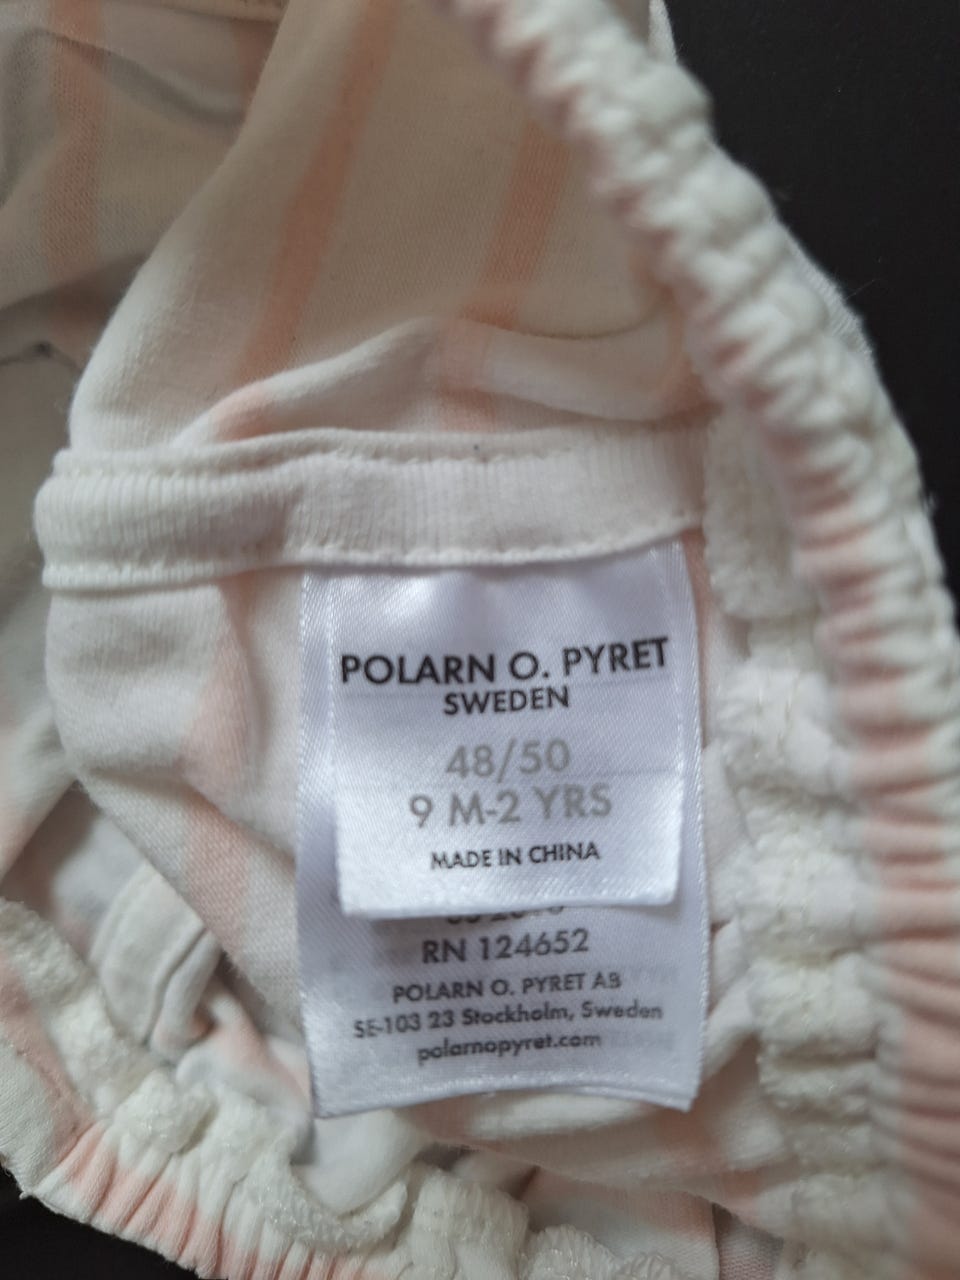 POLARN O. PYRET
SWEDEN
48/50
9 M-2 YRS
MADE IN CHINA
RN 124652
POLARN O. PYRET AB
SE-103 23 Stockholm, Sweden
polarnopyret.com